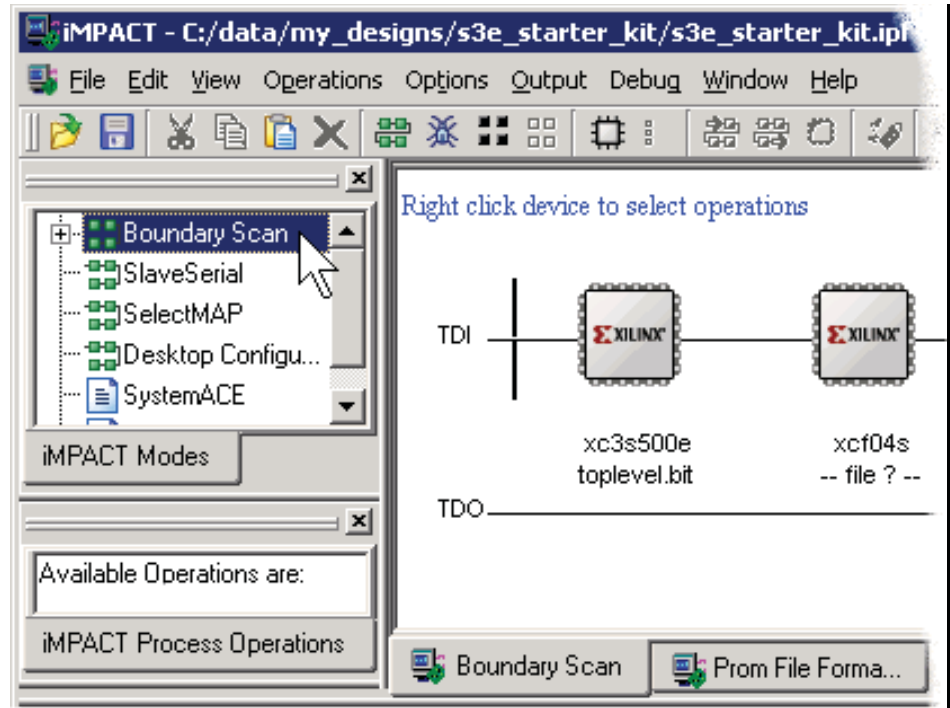 iMPACT - C:/data/my_designs/s3e_starter_kit/s3e_starter_kit.ipf
File Edit View Operations Options Output Debug Window Help
Boundary Scan
SlaveSerial
SelectMAP
Desktop Configu...
SystemACE
iMPACT Modes
Available Operations are:
iMPACT Process Operations
Right click device to select operations
TDI
XILINX
XILINX
xc3s500e
toplevel.bit
xcf04s
-- file ? --
TDO
Boundary Scan
Prom File Forma...